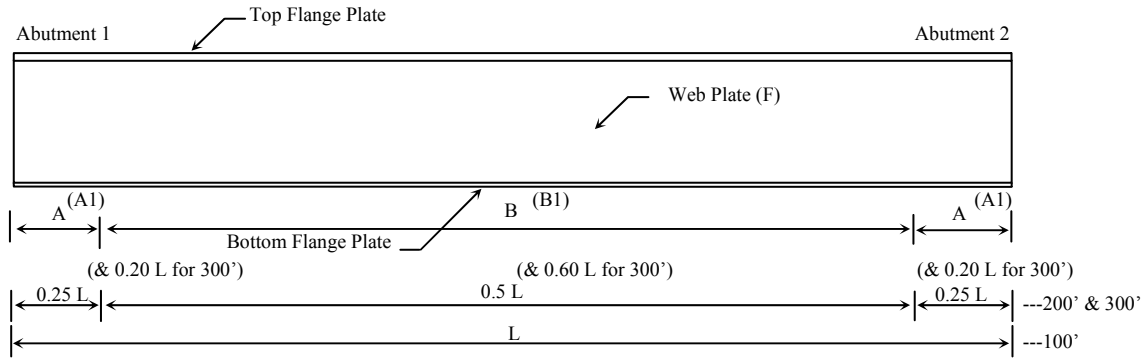 Top Flange Plate
Abutment 1
Abutment 2
Web Plate (F)
A (A1)
B (B1)
A (A1)
Bottom Flange Plate
(& 0.20 L for 300’)
(& 0.60 L for 300’)
(& 0.20 L for 300’)
0.25 L
0.5 L
0.25 L
---200’ & 300’
L
---100’